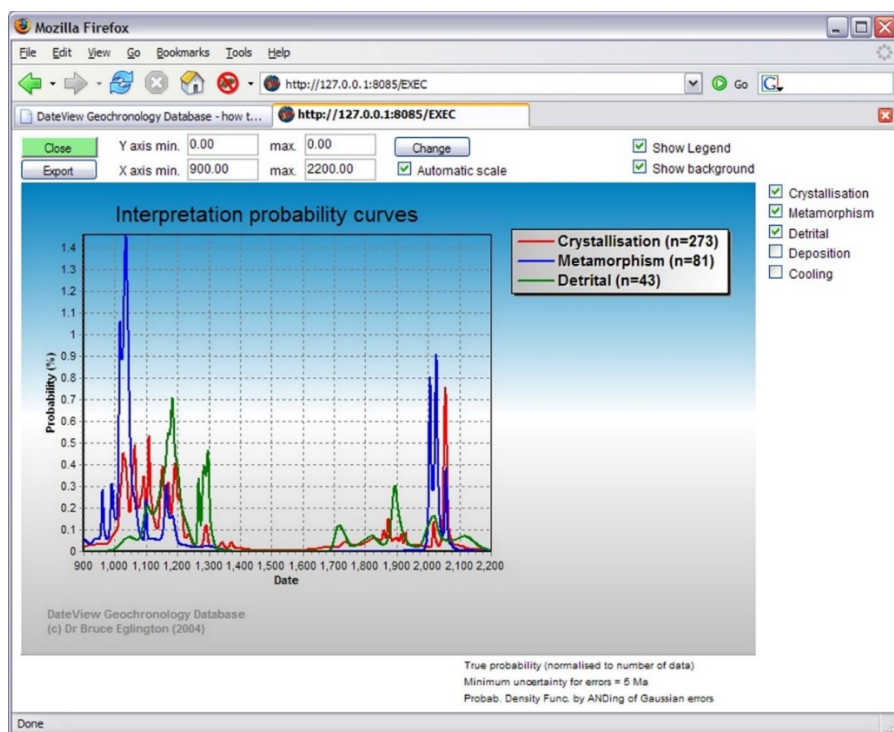 Mozilla Firefox
File Edit View Go Bookmarks Tools Help
http://127.0.0.1:8085/EXEC Go G
DateView Geochronology Database - how t... http://127.0.0.1:8085/EXEC
Close Y axis min. 0.00 max. 0.00 Change Show Legend
Export X axis min. 900.00 max. 2200.00 Automatic scale Show background
Crystallisation
Metamorphism
Detrital
Deposition
Cooling
Interpretation probability curves
Crystallisation (n=273)
Metamorphism (n=81)
Detrital (n=43)
Probability (%)
1.4
1.3
1.2
1.1
1
0.9
0.8
0.7
0.6
0.5
0.4
0.3
0.2
0.1
0
900 1,000 1,100 1,200 1,300 1,400 1,500 1,600 1,700 1,800 1,900 2,000 2,100 2,200
Date
DateView Geochronology Database
(c) Dr Bruce Eglington (2004)
True probability (normalised to number of data)
Minimum uncertainty for errors = 5 Ma
Probab. Density Func. by ANDing of Gaussian errors
Done